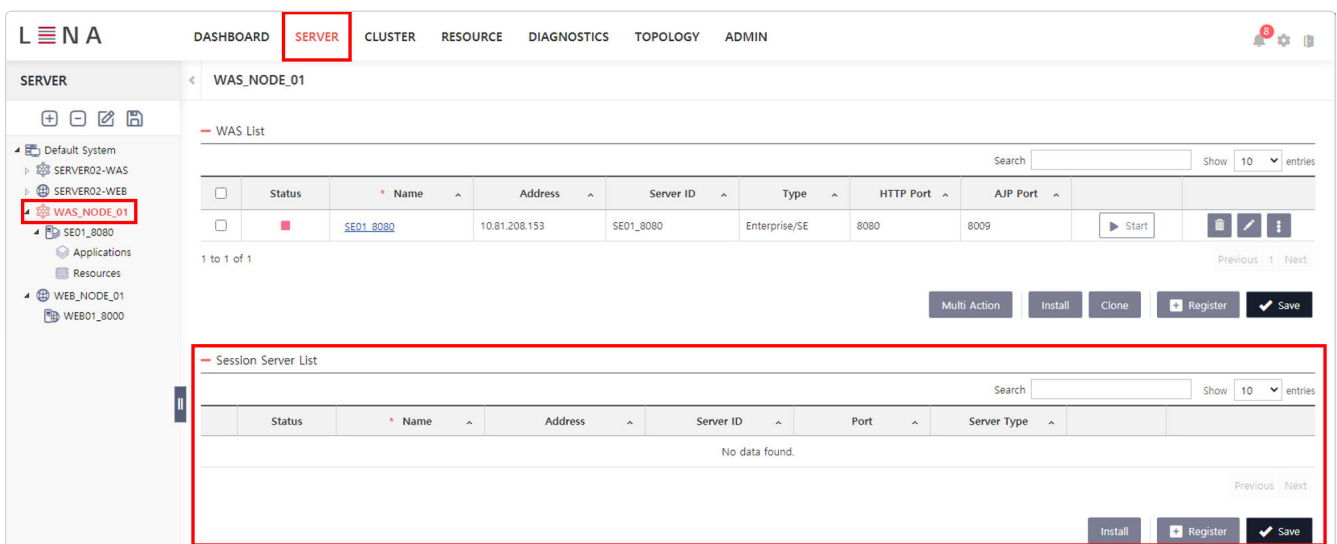 LENA
DASHBOARD SERVER CLUSTER RESOURCE DIAGNOSTICS TOPOLOGY ADMIN
8
SERVER
WAS_NODE_01
Default System
SERVER02-WAS
SERVER02-WEB
WAS_NODE_01
SE01_8080
Applications
Resources
WEB_NODE_01
WEB01_8000
WAS List
Search Show 10 entries
Status * Name Address Server ID Type HTTP Port AJP Port
SE01_8080 10.81.208.153 SE01_8080 Enterprise/SE 8080 8009 Start
1 to 1 of 1
Previous 1 Next
Multi Action Install Clone Register Save
Session Server List
Search Show 10 entries
Status * Name Address Server ID Port Server Type
No data found.
Previous Next
Install Register Save